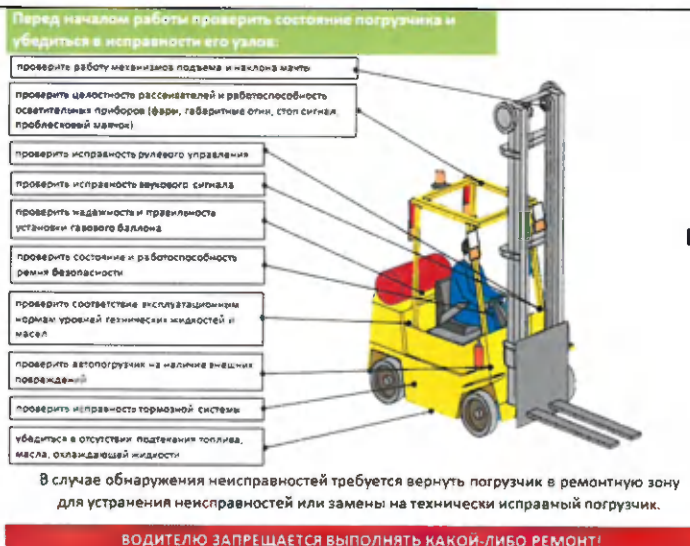 Перед началом работы проверить состояние погрузчика и
убедиться в исправности его узлов:
проверить работу механизмов подъема и наклона мачты
проверить целостность рассеивателей и работоспособность
осветительных приборов (фары, габаритные огни, стоп сигнал,
проблесковый маячок)
проверить исправность рулевого управления
проверить исправность звукового сигнала
проверить надежность и правильность
установки газового баллона
проверить состояние и работоспособность
ремня безопасности
проверить соответствие эксплуатационным
нормам уровней технических жидкостей и
масел
проверить автопогрузчик на наличие внешних
повреждений
проверить исправность тормозной системы
убедиться в отсутствии подтекания топлива,
масла, охлаждающей жидкости
В случае обнаружения неисправностей требуется вернуть погрузчик в ремонтную зону
для устранения неисправностей или замены на технически исправный погрузчик.
ВОДИТЕЛЮ ЗАПРЕЩАЕТСЯ ВЫПОЛНЯТЬ КАКОЙ-ЛИБО РЕМОНТ!